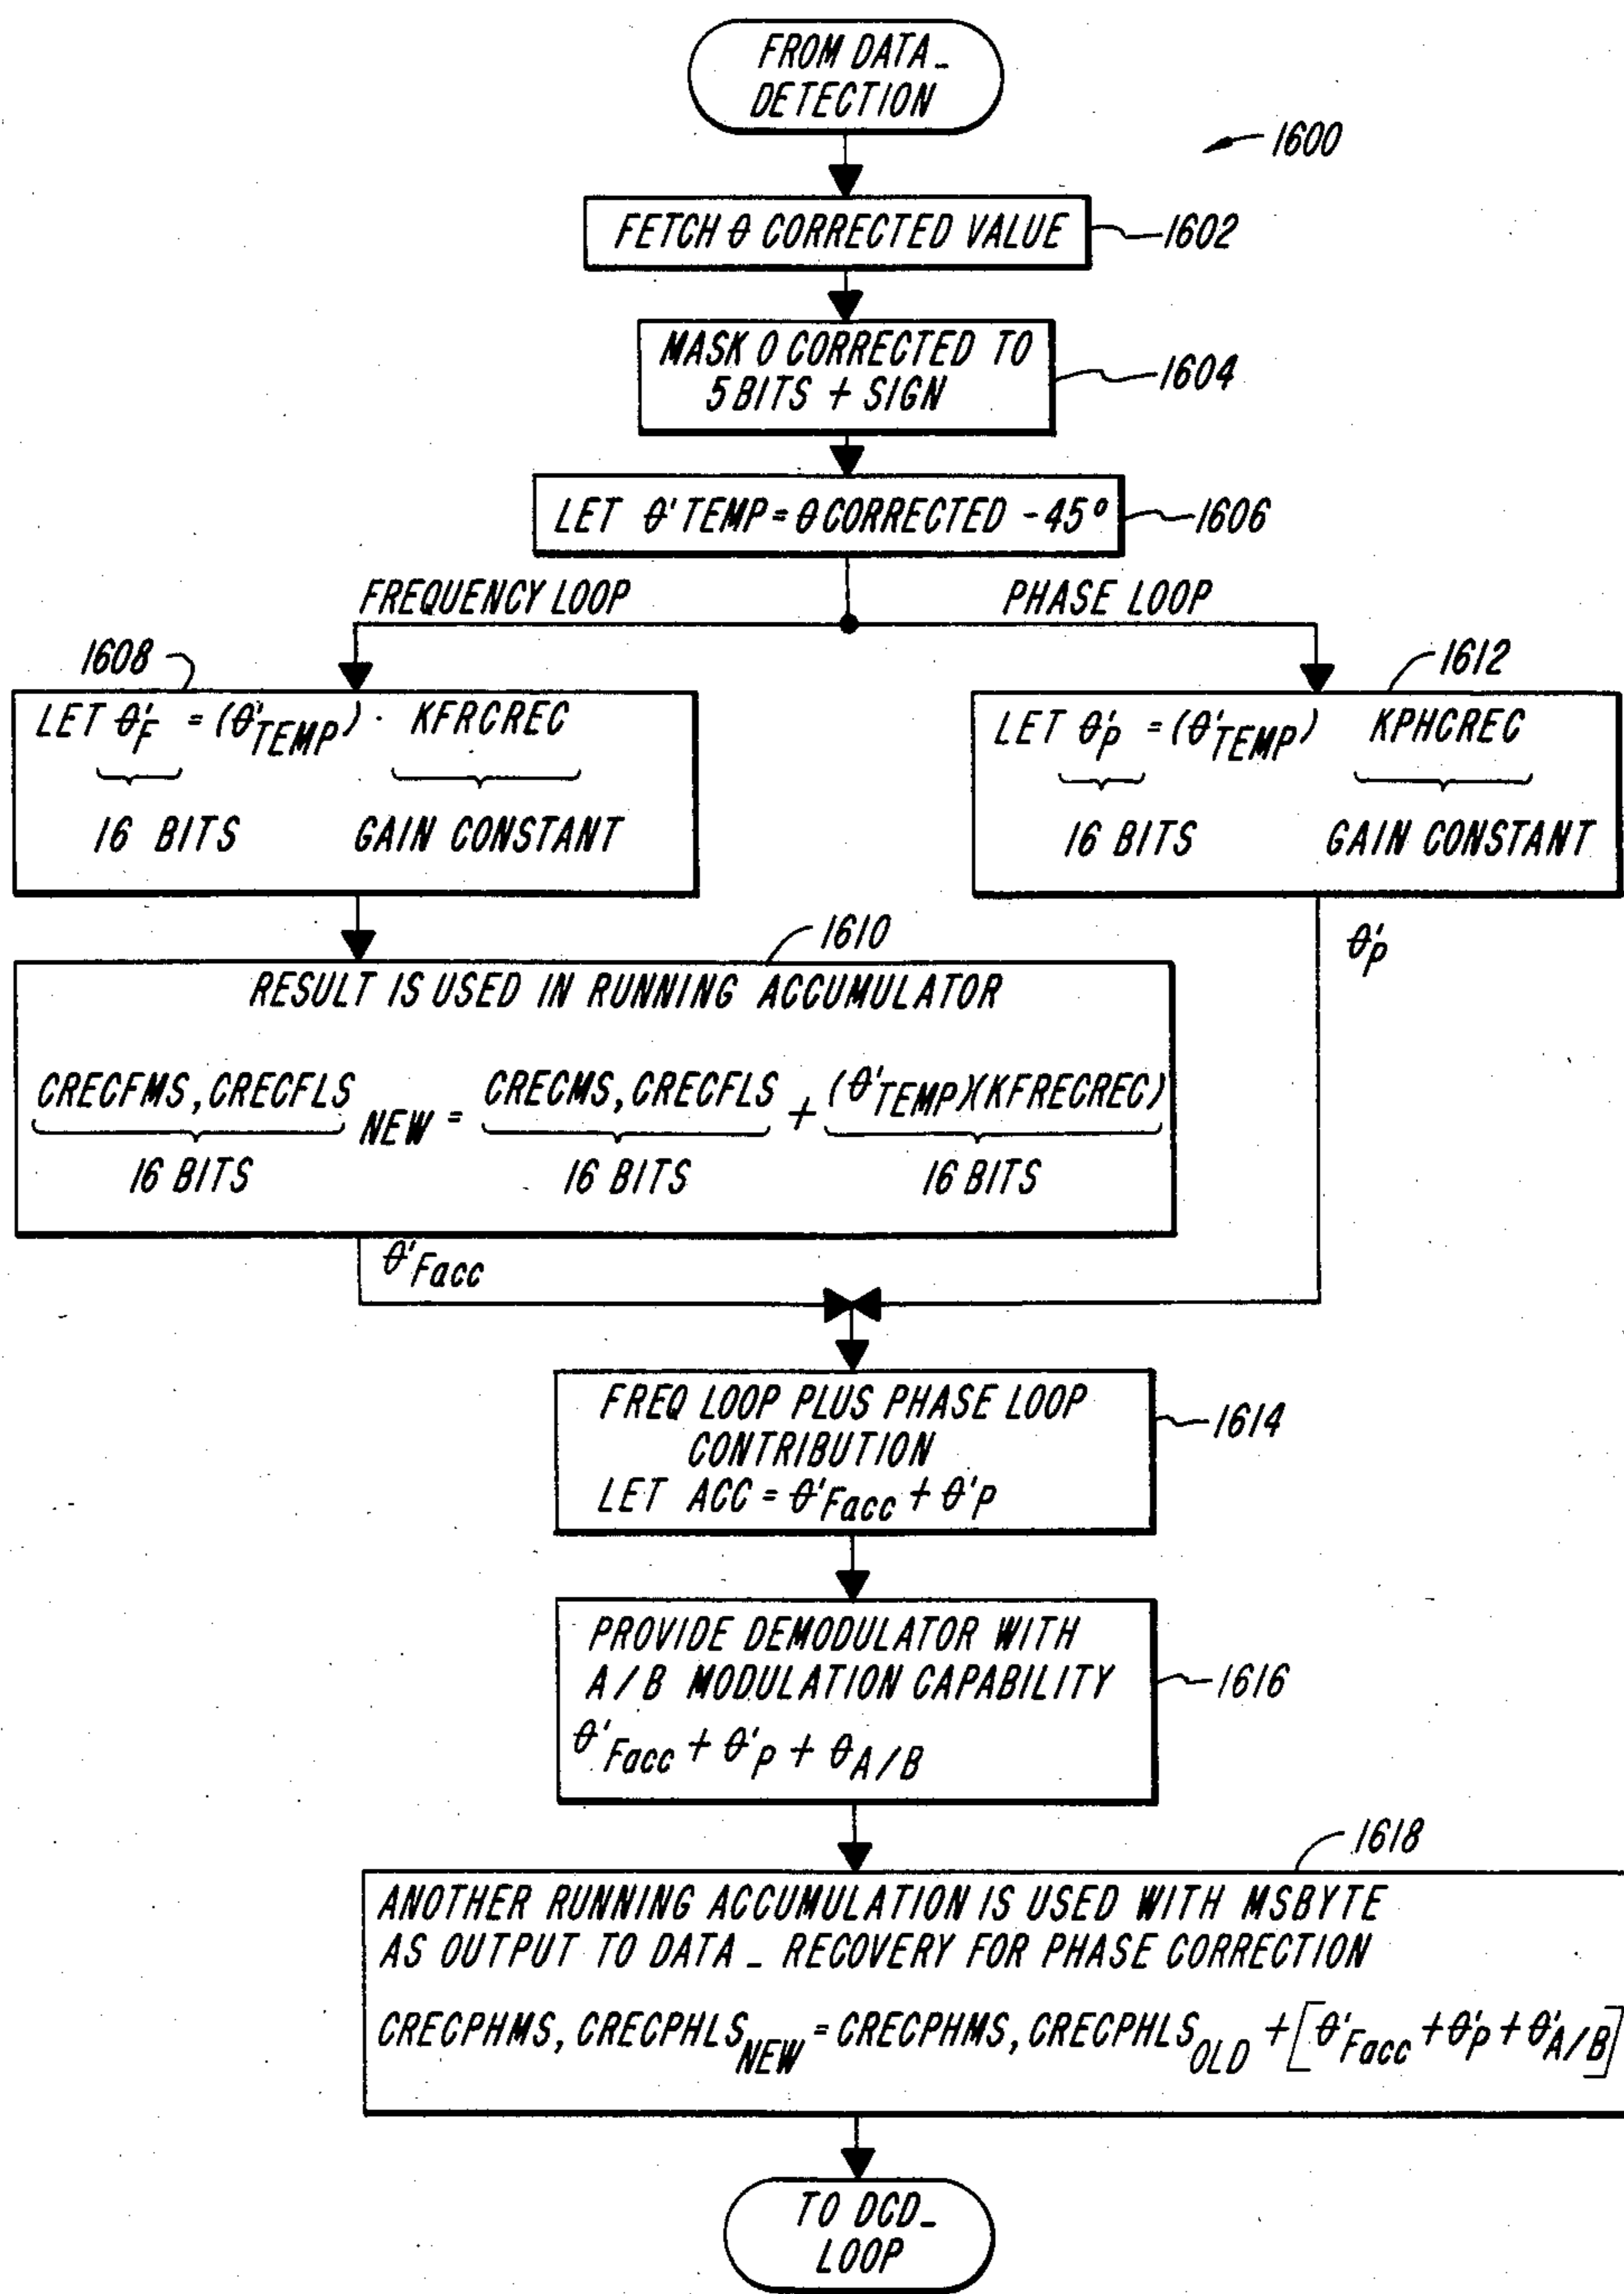 FROM DATA_
DETECTION
1600
FETCH θ CORRECTED VALUE
1602
MASK 0 CORRECTED TO
5 BITS + SIGN
1604
LET θ' TEMP = θ CORRECTED - 45°
1606
FREQUENCY LOOP
PHASE LOOP
1608
LET θ'F = (θ'TEMP) · KFRCREC
16 BITS GAIN CONSTANT
1612
LET θ'P = (θ'TEMP) KPHCREC
16 BITS GAIN CONSTANT
1610
θ'P
RESULT IS USED IN RUNNING ACCUMULATOR
CRECFMS, CRECFLS NEW = CRECMS, CRECFLS + (θ'TEMP)(KFRECREC)
16 BITS 16 BITS 16 BITS
θ'Facc
FREQ LOOP PLUS PHASE LOOP
CONTRIBUTION
LET ACC = θ'Facc + θ'P
1614
PROVIDE DEMODULATOR WITH
A/B MODULATION CAPABILITY
θ'Facc + θ'P + θA/B
1616
1618
ANOTHER RUNNING ACCUMULATION IS USED WITH MSBYTE
AS OUTPUT TO DATA_ RECOVERY FOR PHASE CORRECTION
CRECPHMS, CRECPHLS NEW = CRECPHMS, CRECPHLS OLD + [θ'Facc + θ'P + θ'A/B]
TO DCD_
LOOP